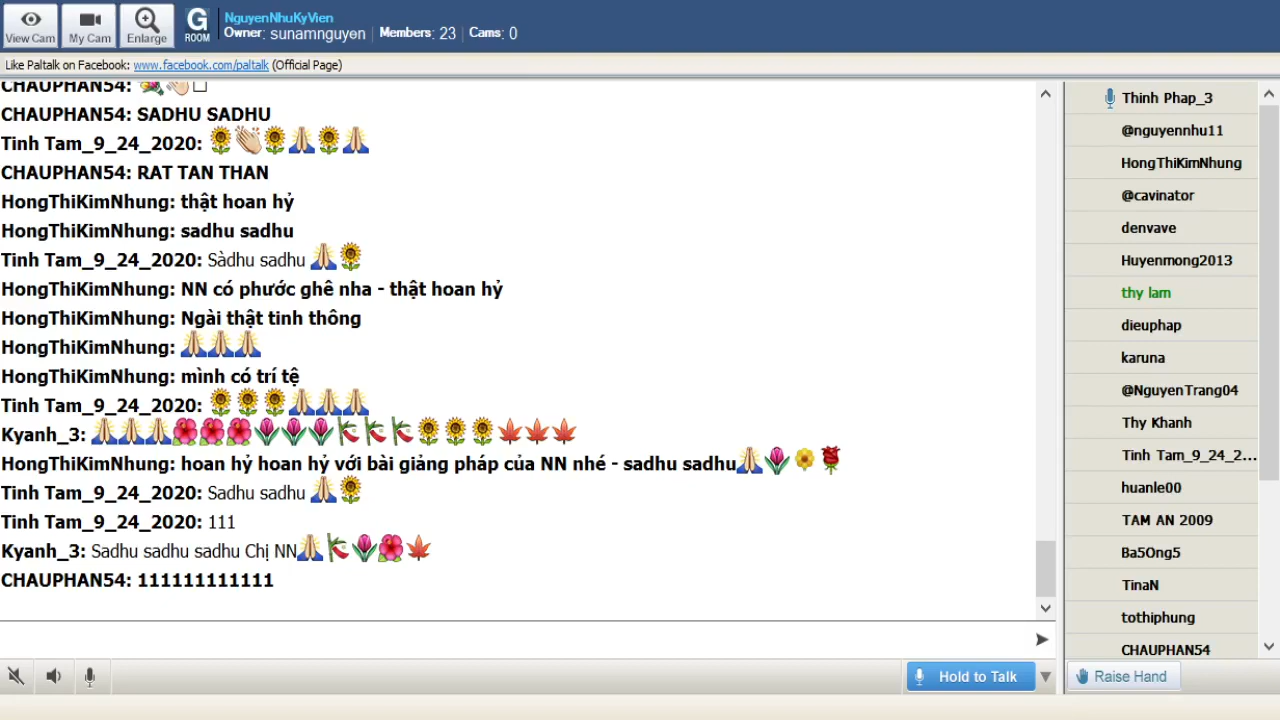 View Cam
My Cam
Enlarge
G
ROOM
NguyenNhuKyVien
Owner: sunamnguyen | Members: 23 | Cams: 0
Like Paltalk on Facebook: www.facebook.com/paltalk (Official Page)
CHAUPHAN54: 💐👏🏻□
CHAUPHAN54: SADHU SADHU
Tinh Tam_9_24_2020: 🌻👏🏻🌻🙏🌻🙏
CHAUPHAN54: RAT TAN THAN
HongThiKimNhung: thật hoan hỷ
HongThiKimNhung: sadhu sadhu
Tinh Tam_9_24_2020: Sàdhu sadhu 🙏🌻
HongThiKimNhung: NN có phước ghê nha - thật hoan hỷ
HongThiKimNhung: Ngài thật tinh thông
HongThiKimNhung: 🙏🙏🙏
HongThiKimNhung: mình có trí tệ
Tinh Tam_9_24_2020: 🌻🌻🌻🙏🙏🙏
Kyanh_3: 🙏🙏🙏🌺🌺🌺🌷🌷🌷🎋🎋🎋🌻🌻🌻🍁🍁🍁
HongThiKimNhung: hoan hỷ hoan hỷ với bài giảng pháp của NN nhé - sadhu sadhu🙏🌷🌼🌹
Tinh Tam_9_24_2020: Sadhu sadhu 🙏🌻
Tinh Tam_9_24_2020: 111
Kyanh_3: Sadhu sadhu sadhu Chị NN🙏🎋🌷🌺🍁
CHAUPHAN54: 111111111111
Hold to Talk
Thinh Phap_3
@nguyennhu11
HongThiKimNhung
@cavinator
denvave
Huyenmong2013
thy lam
dieuphap
karuna
@NguyenTrang04
Thy Khanh
Tinh Tam_9_24_2...
huanle00
TAM AN 2009
Ba5Ong5
TinaN
tothiphung
CHAUPHAN54
Raise Hand